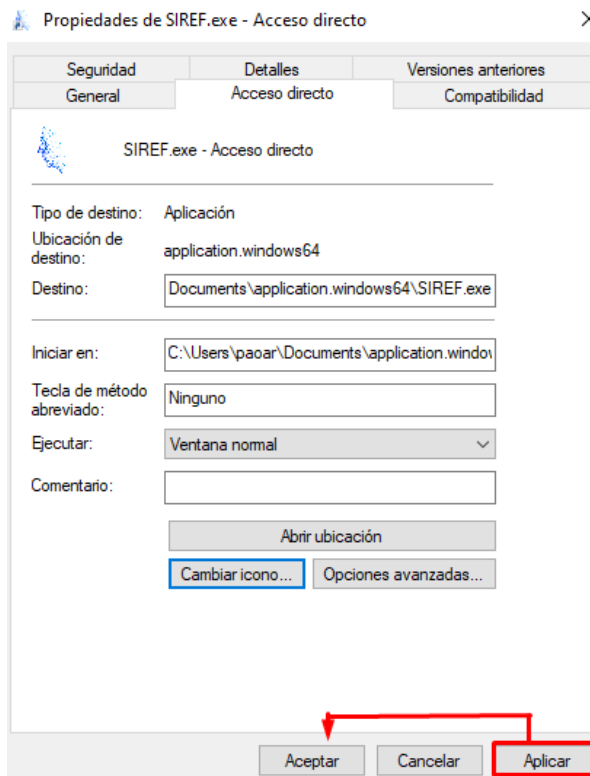 Propiedades de SIREF.exe - Acceso directo
Seguridad Detalles Versiones anteriores
General Acceso directo Compatibilidad
SIREF.exe - Acceso directo
Tipo de destino: Aplicación
Ubicación de destino: application.windows64
Destino: Documents\application.windows64\SIREF.exe
Iniciar en: C:\Users\paoar\Documents\application.window
Tecla de método abreviado: Ninguno
Ejecutar: Ventana normal
Comentario:
Abrir ubicación
Cambiar icono... Opciones avanzadas...
Aceptar Cancelar Aplicar